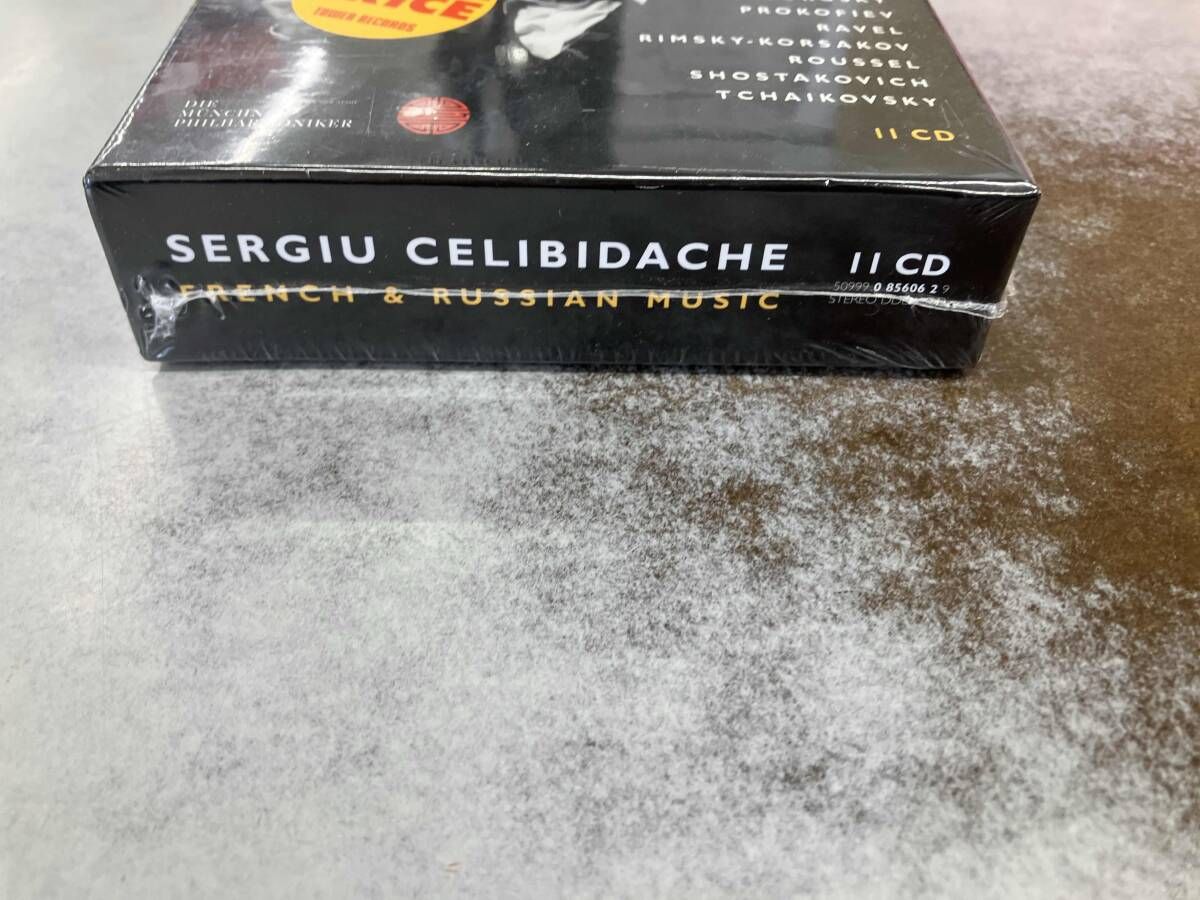 TOWER RECORDS
PROKOFIEV
RAVEL
RIMSKY-KORSAKOV
ROUSSEL
SHOSTAKOVICH
TCHAIKOVSKY
DIE
PHILHARMONIKER
11 CD
SERGIU CELIBIDACHE 11 CD
50999 0 85606 2 9
FRENCH & RUSSIAN MUSIC
STEREO